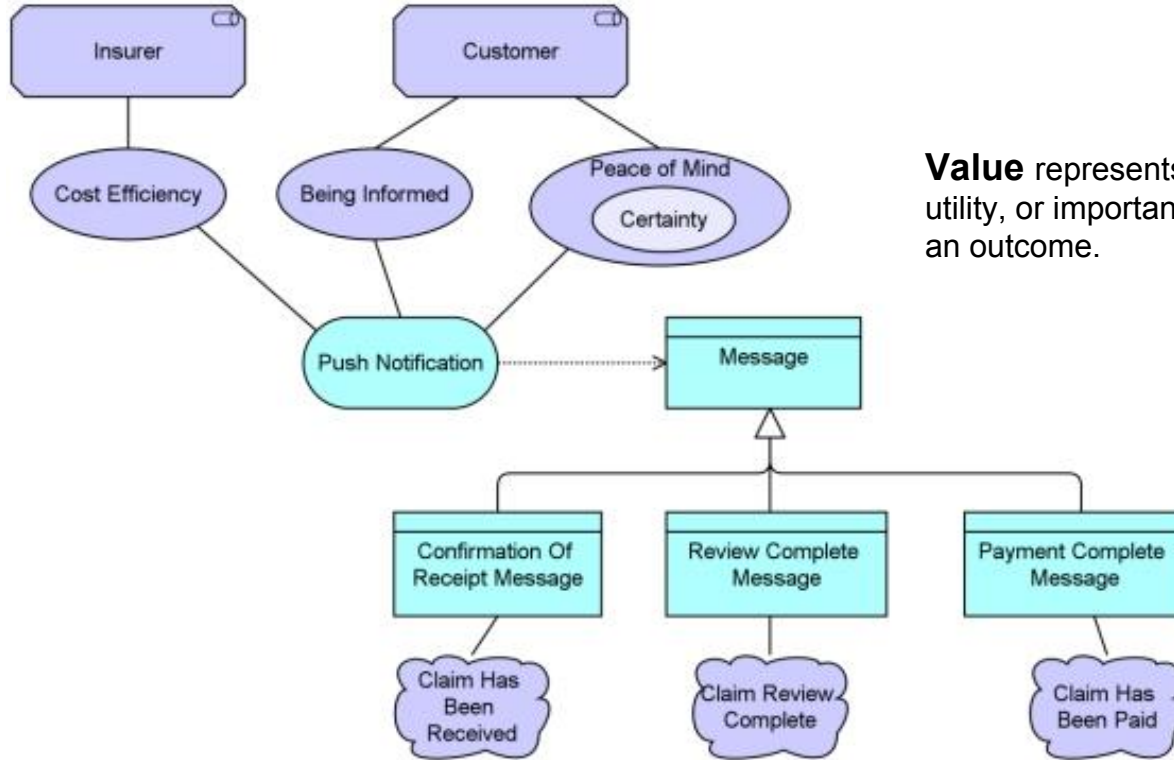 Insurer
Customer
Cost Efficiency
Being Informed
Peace of Mind
Certainty
Value represents
utility, or importan
an outcome.
Push Notification
Message
Confirmation Of
Receipt Message
Review Complete
Message
Payment Complete
Message
Claim Has
Been
Received
Claim Review
Complete
Claim Has
Been Paid